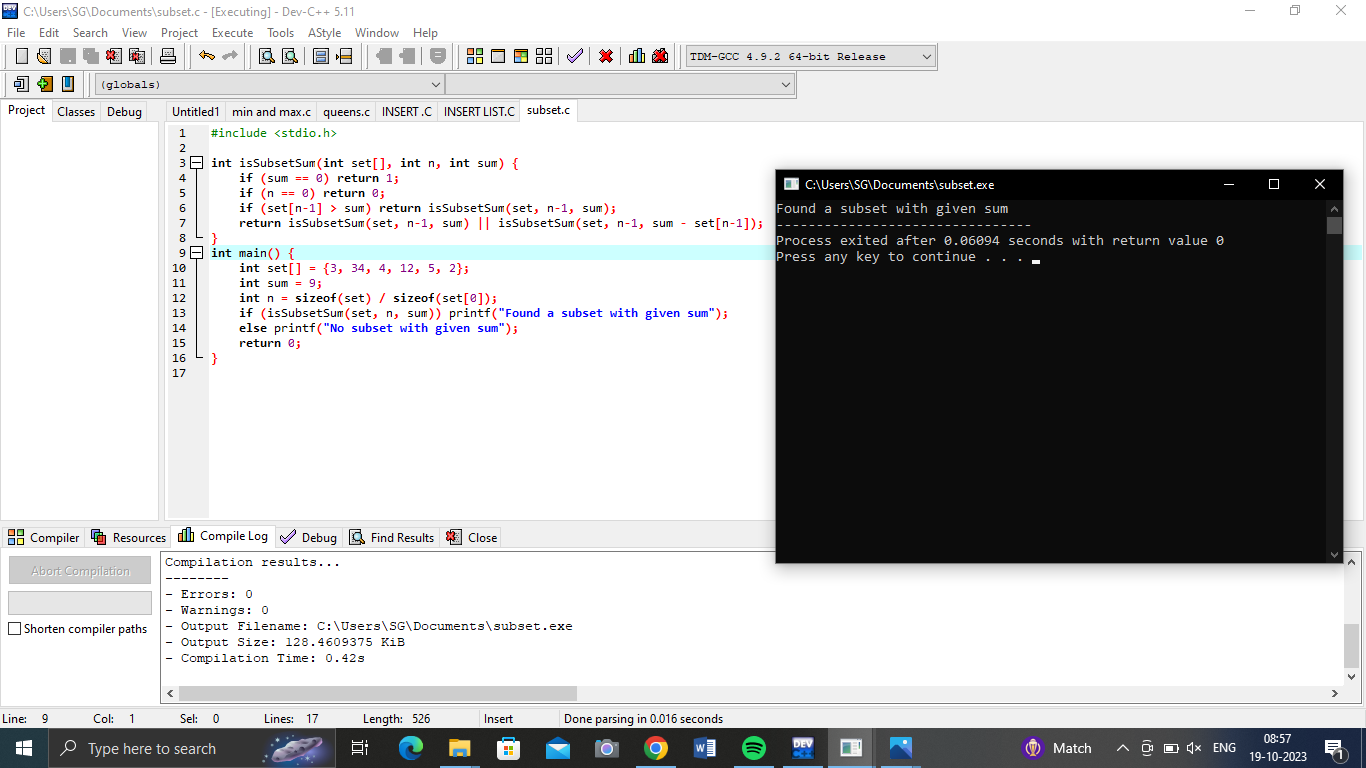 C:\Users\SG\Documents\subset.c - [Executing] - Dev-C++ 5.11
File Edit Search View Project Execute Tools AStyle Window Help
TDM-GCC 4.9.2 64-bit Release
(globals)
Project Classes Debug
Untitled1 min and max.c queens.c INSERT .C INSERT LIST.C subset.c
1 #include <stdio.h>
2
3 int isSubsetSum(int set[], int n, int sum) {
4 if (sum == 0) return 1;
5 if (n == 0) return 0;
6 if (set[n-1] > sum) return isSubsetSum(set, n-1, sum);
7 return isSubsetSum(set, n-1, sum) || isSubsetSum(set, n-1, sum - set[n-1]);
8 }
9 int main() {
10 int set[] = {3, 34, 4, 12, 5, 2};
11 int sum = 9;
12 int n = sizeof(set) / sizeof(set[0]);
13 if (isSubsetSum(set, n, sum)) printf("Found a subset with given sum");
14 else printf("No subset with given sum");
15 return 0;
16 }
17
C:\Users\SG\Documents\subset.exe
Found a subset with given sum
--------------------------------
Process exited after 0.06094 seconds with return value 0
Press any key to continue . . .
Compiler Resources Compile Log Debug Find Results Close
Abort Compilation
Shorten compiler paths
Compilation results...
--------
- Errors: 0
- Warnings: 0
- Output Filename: C:\Users\SG\Documents\subset.exe
- Output Size: 128.4609375 KiB
- Compilation Time: 0.42s
Line: 9 Col: 1 Sel: 0 Lines: 17 Length: 526 Insert Done parsing in 0.016 seconds
Type here to search
DEV
Match
ENG
08:57
19-10-2023
1